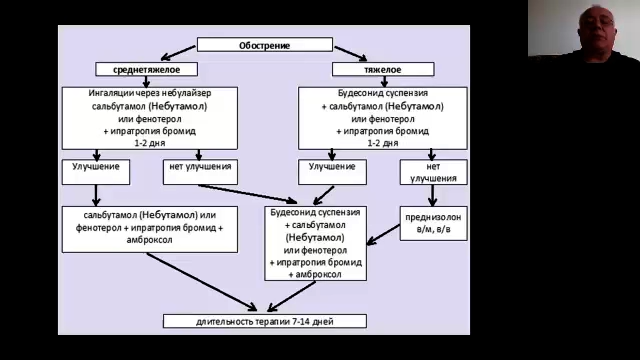 Обострение
среднетяжелое
тяжелое
Ингаляции через небулайзер
сальбутамол (Небутамол)
или фенотерол
+ ипратропия бромид
1-2 дня
Будесонид суспензия
+ сальбутамол (Небутамол)
или фенотерол
+ ипратропия бромид
1-2 дня
Улучшение
нет улучшения
Улучшение
нет
улучшения
сальбутамол (Небутамол) или
фенотерол + ипратропия бромид +
амброксол
Будесонид суспензия
+ сальбутамол
(Небутамол)
или фенотерол
+ ипратропия бромид
+ амброксол
преднизолон
в/м, в/в
длительность терапии 7-14 дней